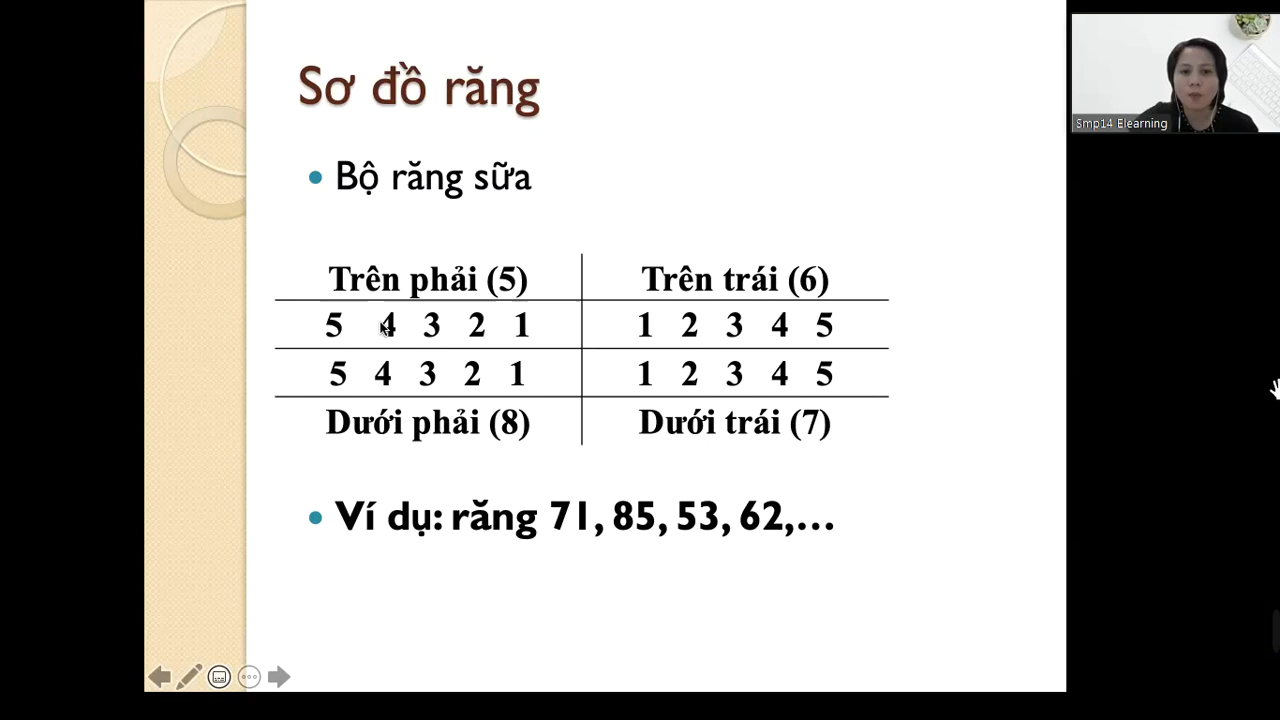 Sơ đồ răng
Smp14 Elearning
• Bộ răng sữa
Trên phải (5) Trên trái (6)
5 4 3 2 1 1 2 3 4 5
5 4 3 2 1 1 2 3 4 5
Dưới phải (8) Dưới trái (7)
• Ví dụ: răng 71, 85, 53, 62,...